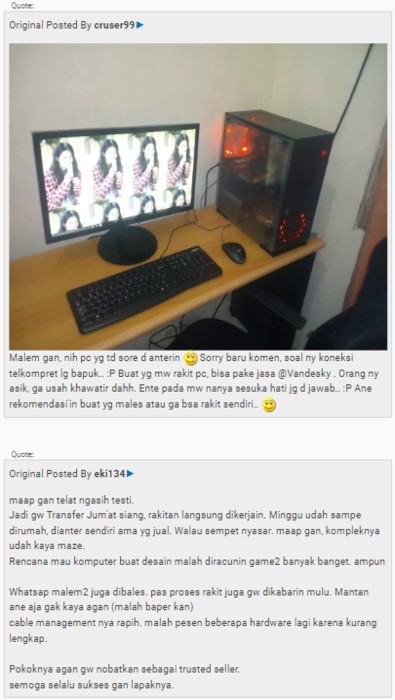 Quote:
Original Posted By cruser99
Malem gan, nih pc yg td sore d anterin Sorry baru komen, soal ny koneksi
telkompret lg bapuk.. :P Buat yg mw rakit pc, bisa pake jasa @Vandesky . Orang ny
asik, ga usah khawatir dahh. Ente pada mw nanya sesuka hati jg d jawab.. :P Ane
rekomendasi'in buat yg males atau ga bsa rakit sendiri..
Quote:
Original Posted By eki134
maap gan telat ngasih testi.
Jadi gw Transfer Jum'at siang, rakitan langsung dikerjain. Minggu udah sampe
dirumah, dianter sendiri ama yg jual. Walau sempet nyasar. maap gan, kompleknya
udah kaya maze.
Rencana mau komputer buat desain malah diracunin game2 banyak banget. ampun
Whatsap malem2 juga dibales. pas proses rakit juga gw dikabarin mulu. Mantan
ane aja gak kaya agan (malah baper kan)
cable management nya rapih. malah pesen beberapa hardware lagi karena kurang
lengkap.
Pokoknya agan gw nobatkan sebagai trusted seller.
semoga selalu sukses gan lapaknya.